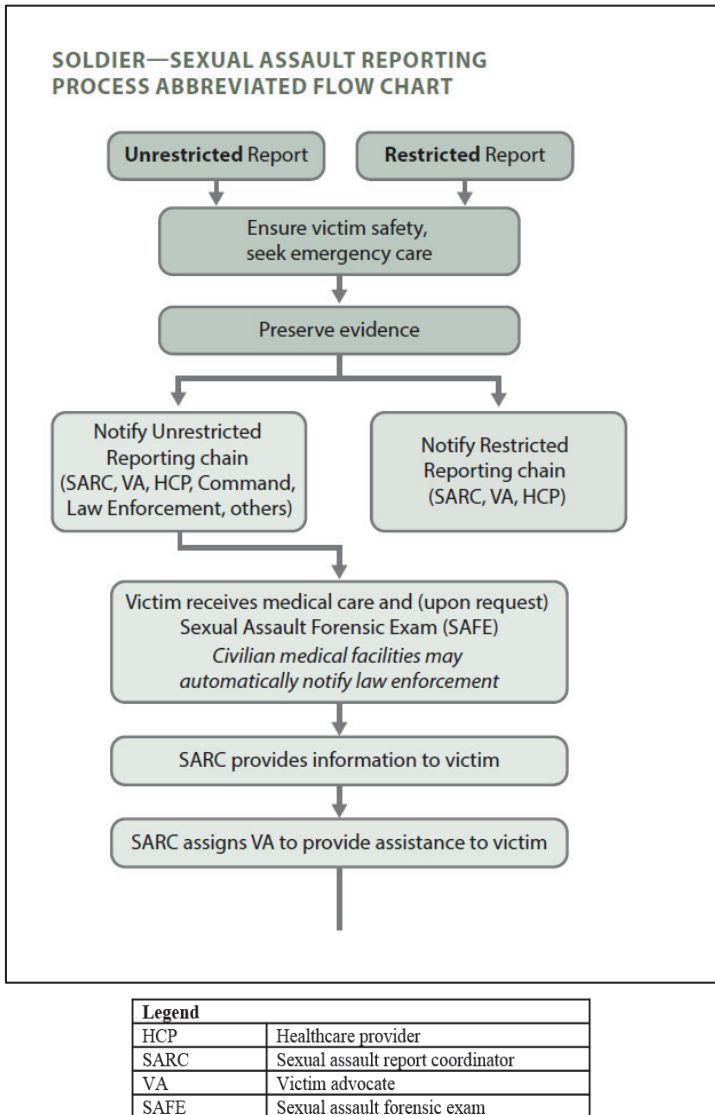 SOLDIER—SEXUAL ASSAULT REPORTING
PROCESS ABBREVIATED FLOW CHART
Unrestricted Report
Restricted Report
Ensure victim safety,
seek emergency care
Preserve evidence
Notify Unrestricted
Reporting chain
(SARC, VA, HCP, Command,
Law Enforcement, others)
Notify Restricted
Reporting chain
(SARC, VA, HCP)
Victim receives medical care and (upon request)
Sexual Assault Forensic Exam (SAFE)
Civilian medical facilities may
automatically notify law enforcement
SARC provides information to victim
SARC assigns VA to provide assistance to victim
Legend
HCP Healthcare provider
SARC Sexual assault report coordinator
VA Victim advocate
SAFE Sexual assault forensic exam